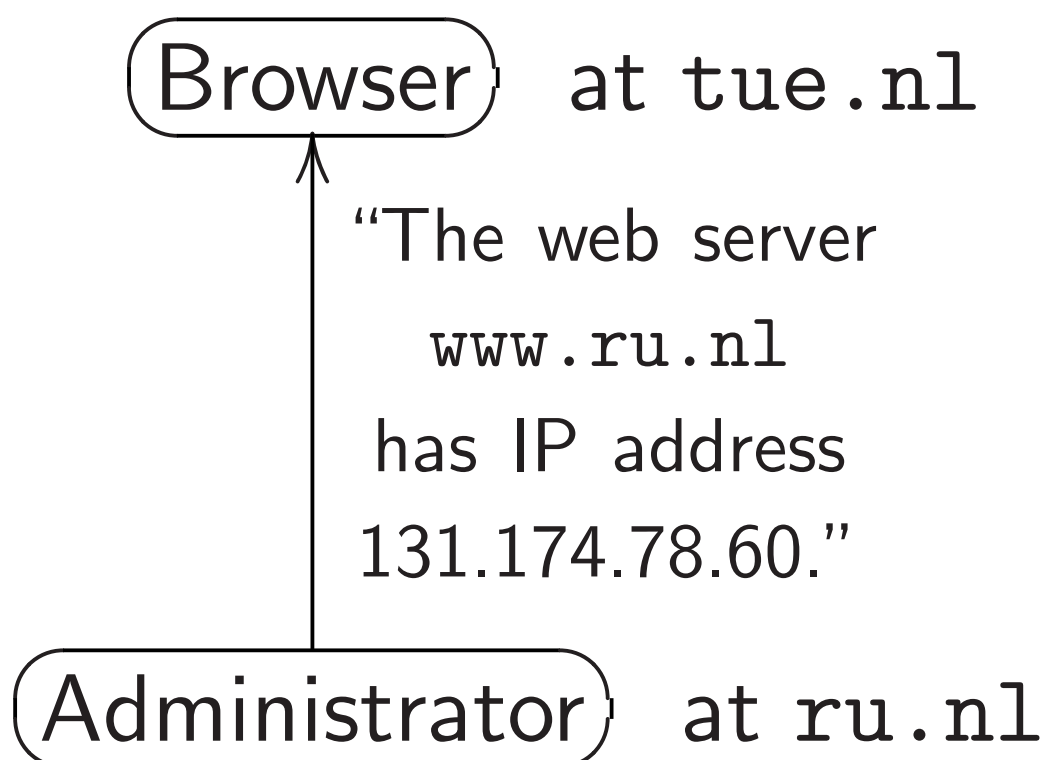 Browser at tue.nl
“The web server
www.ru.nl
has IP address
131.174.78.60.”
Administrator at ru.nl